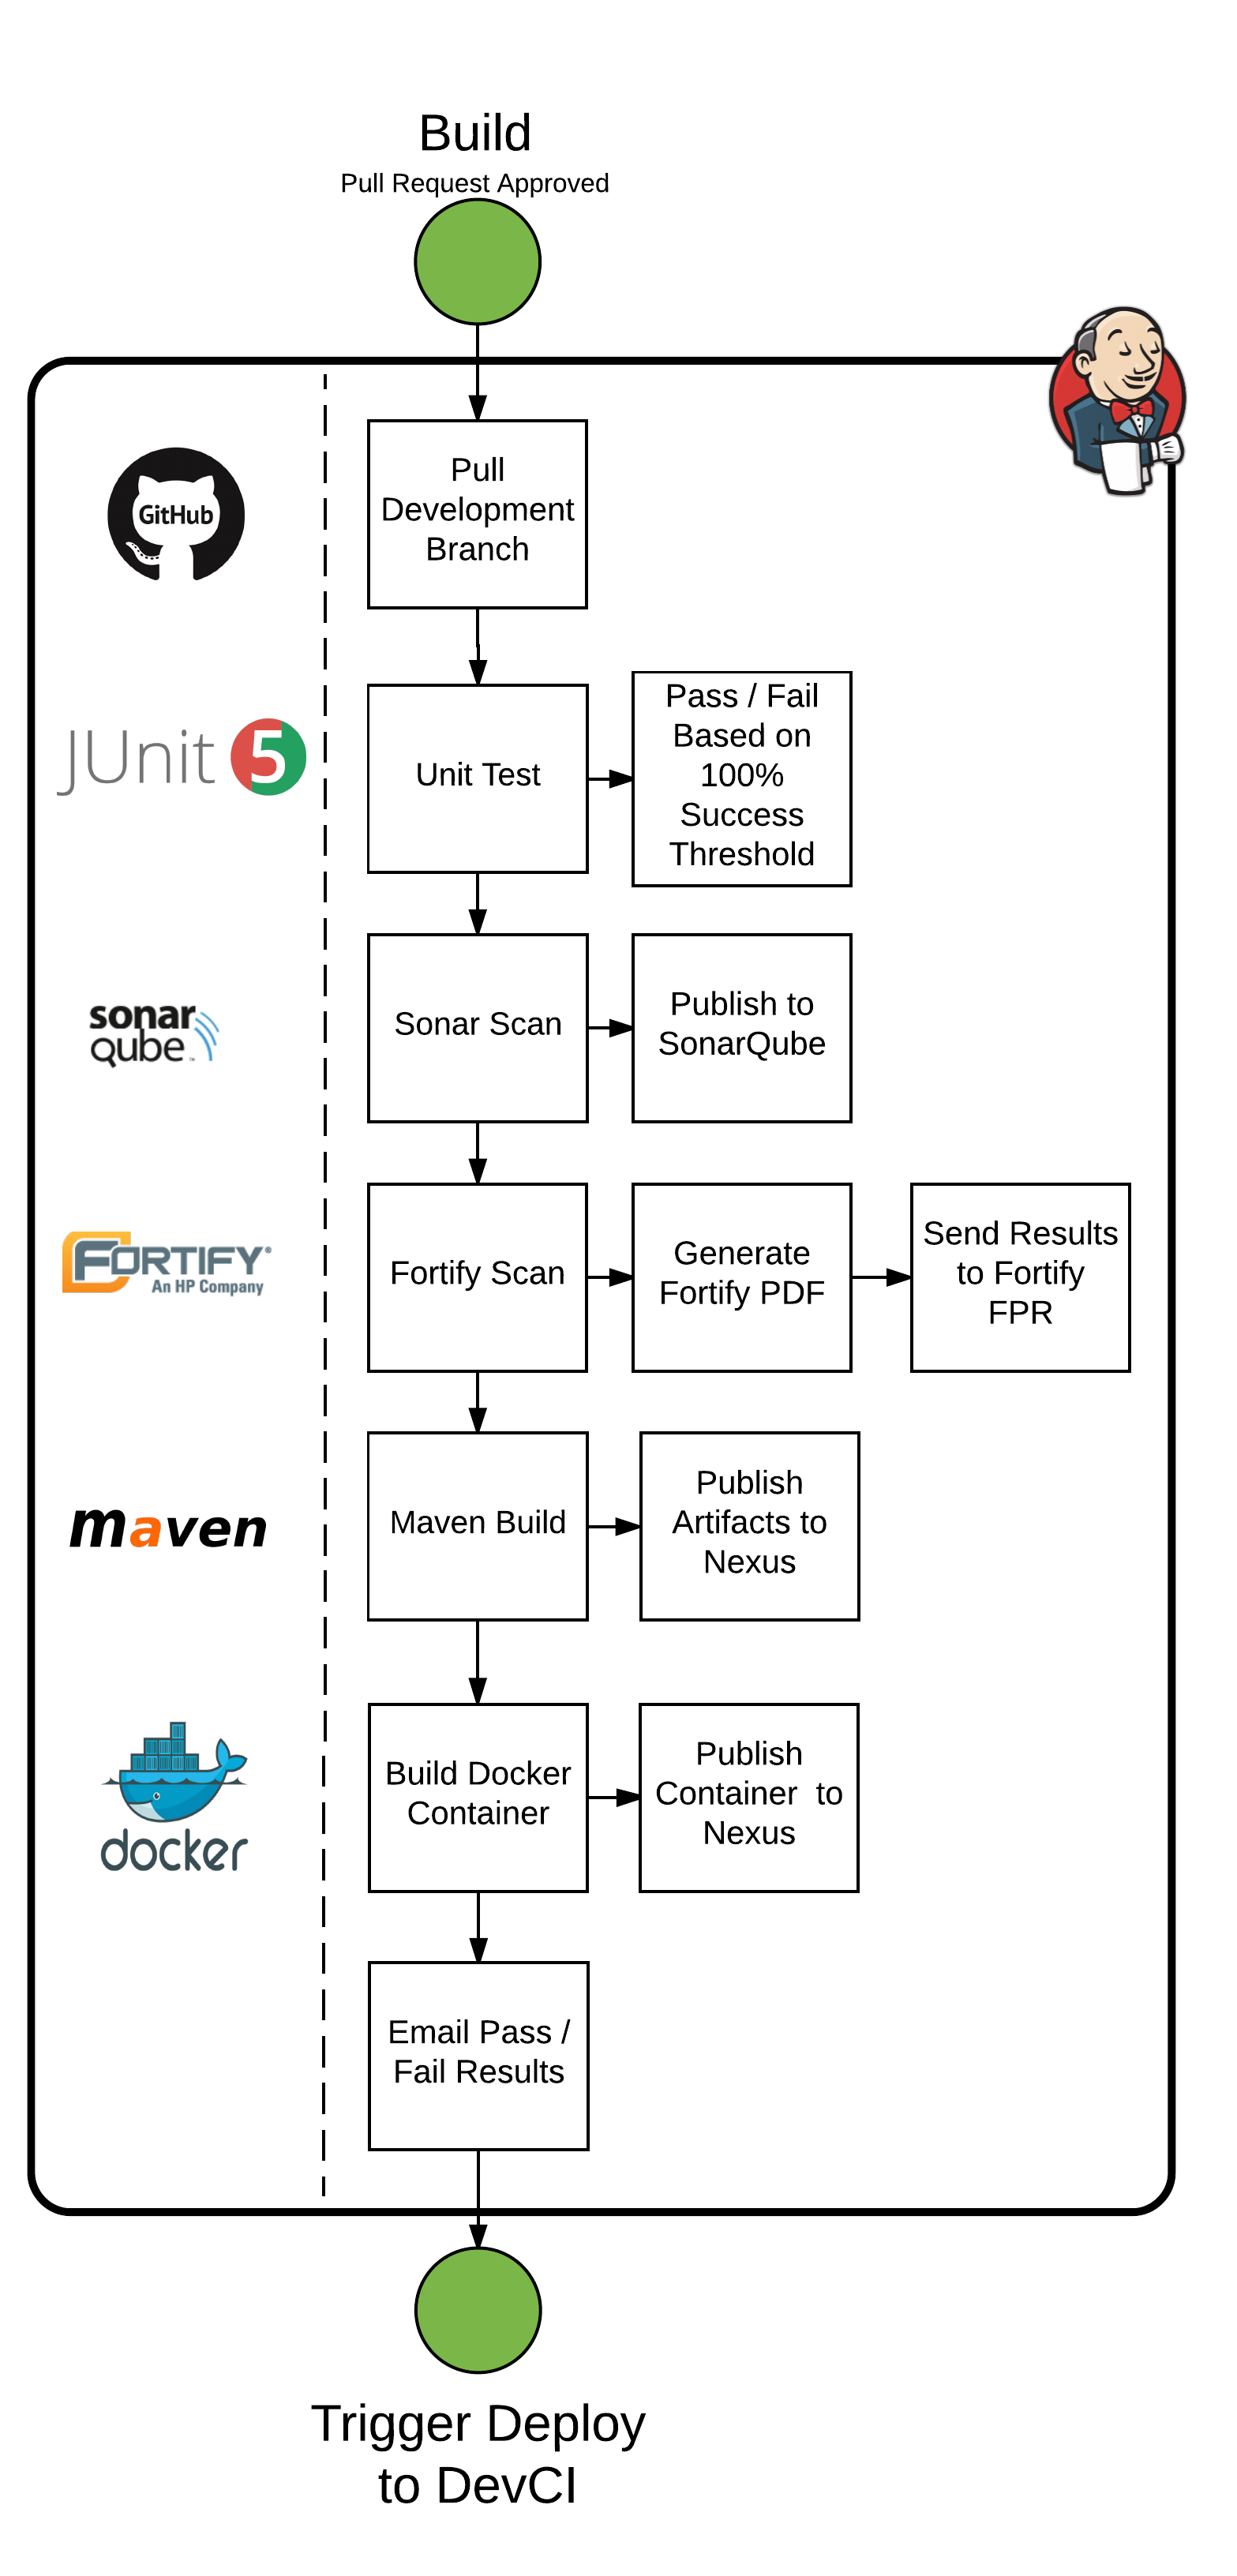 Build
Pull Request Approved
GitHub
Pull
Development
Branch
JUnit 5
Unit Test
Pass / Fail
Based on
100%
Success
Threshold
sonar
qube™
Sonar Scan
Publish to
SonarQube
FORTIFY®
An HP Company
Fortify Scan
Generate
Fortify PDF
Send Results
to Fortify
FPR
maven
Maven Build
Publish
Artifacts to
Nexus
docker
Build Docker
Container
Publish
Container to
Nexus
Email Pass /
Fail Results
Trigger Deploy
to DevCI